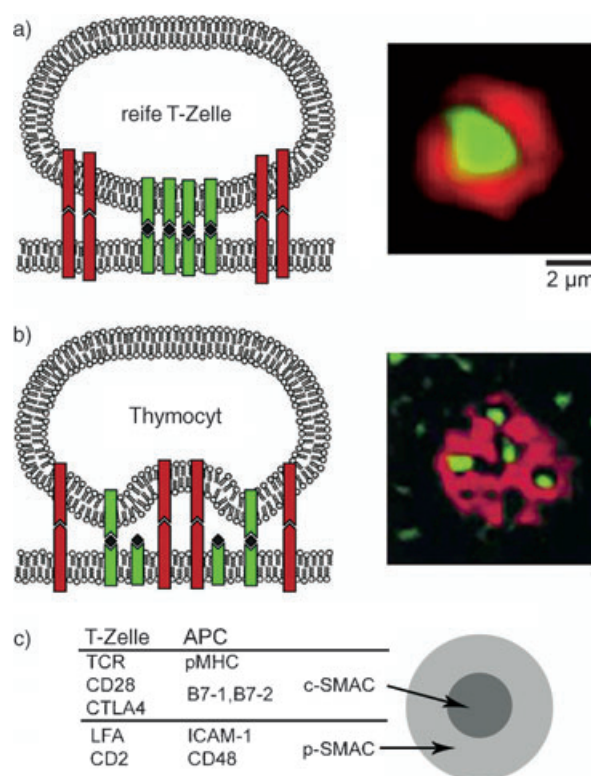 a)
reife T-Zelle
2 µm
b)
Thymocyt
c)
T-Zelle APC
TCR pMHC
CD28 B7-1,B7-2 c-SMAC
CTLA4
LFA ICAM-1
CD2 CD48 p-SMAC